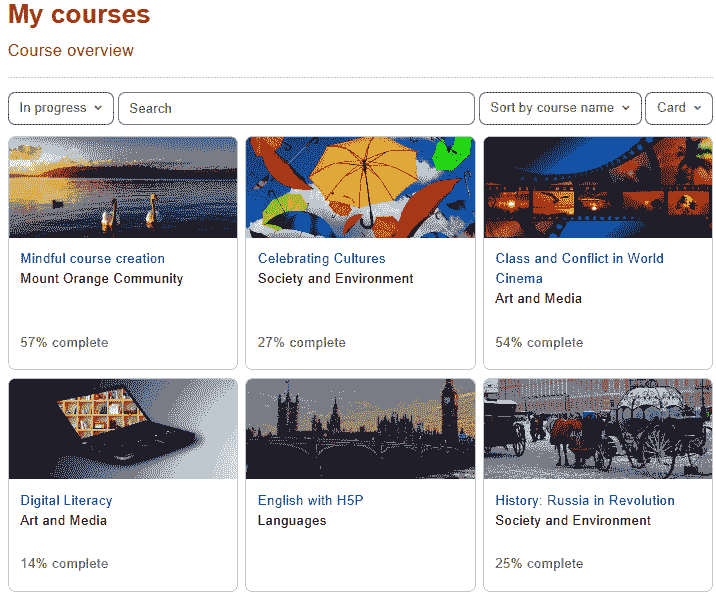 My courses
Course overview
In progress
Search
Sort by course name
Card
Mindful course creation
Mount Orange Community
57% complete
Celebrating Cultures
Society and Environment
27% complete
Class and Conflict in World
Cinema
Art and Media
54% complete
Digital Literacy
Art and Media
14% complete
English with H5P
Languages
History: Russia in Revolution
Society and Environment
25% complete